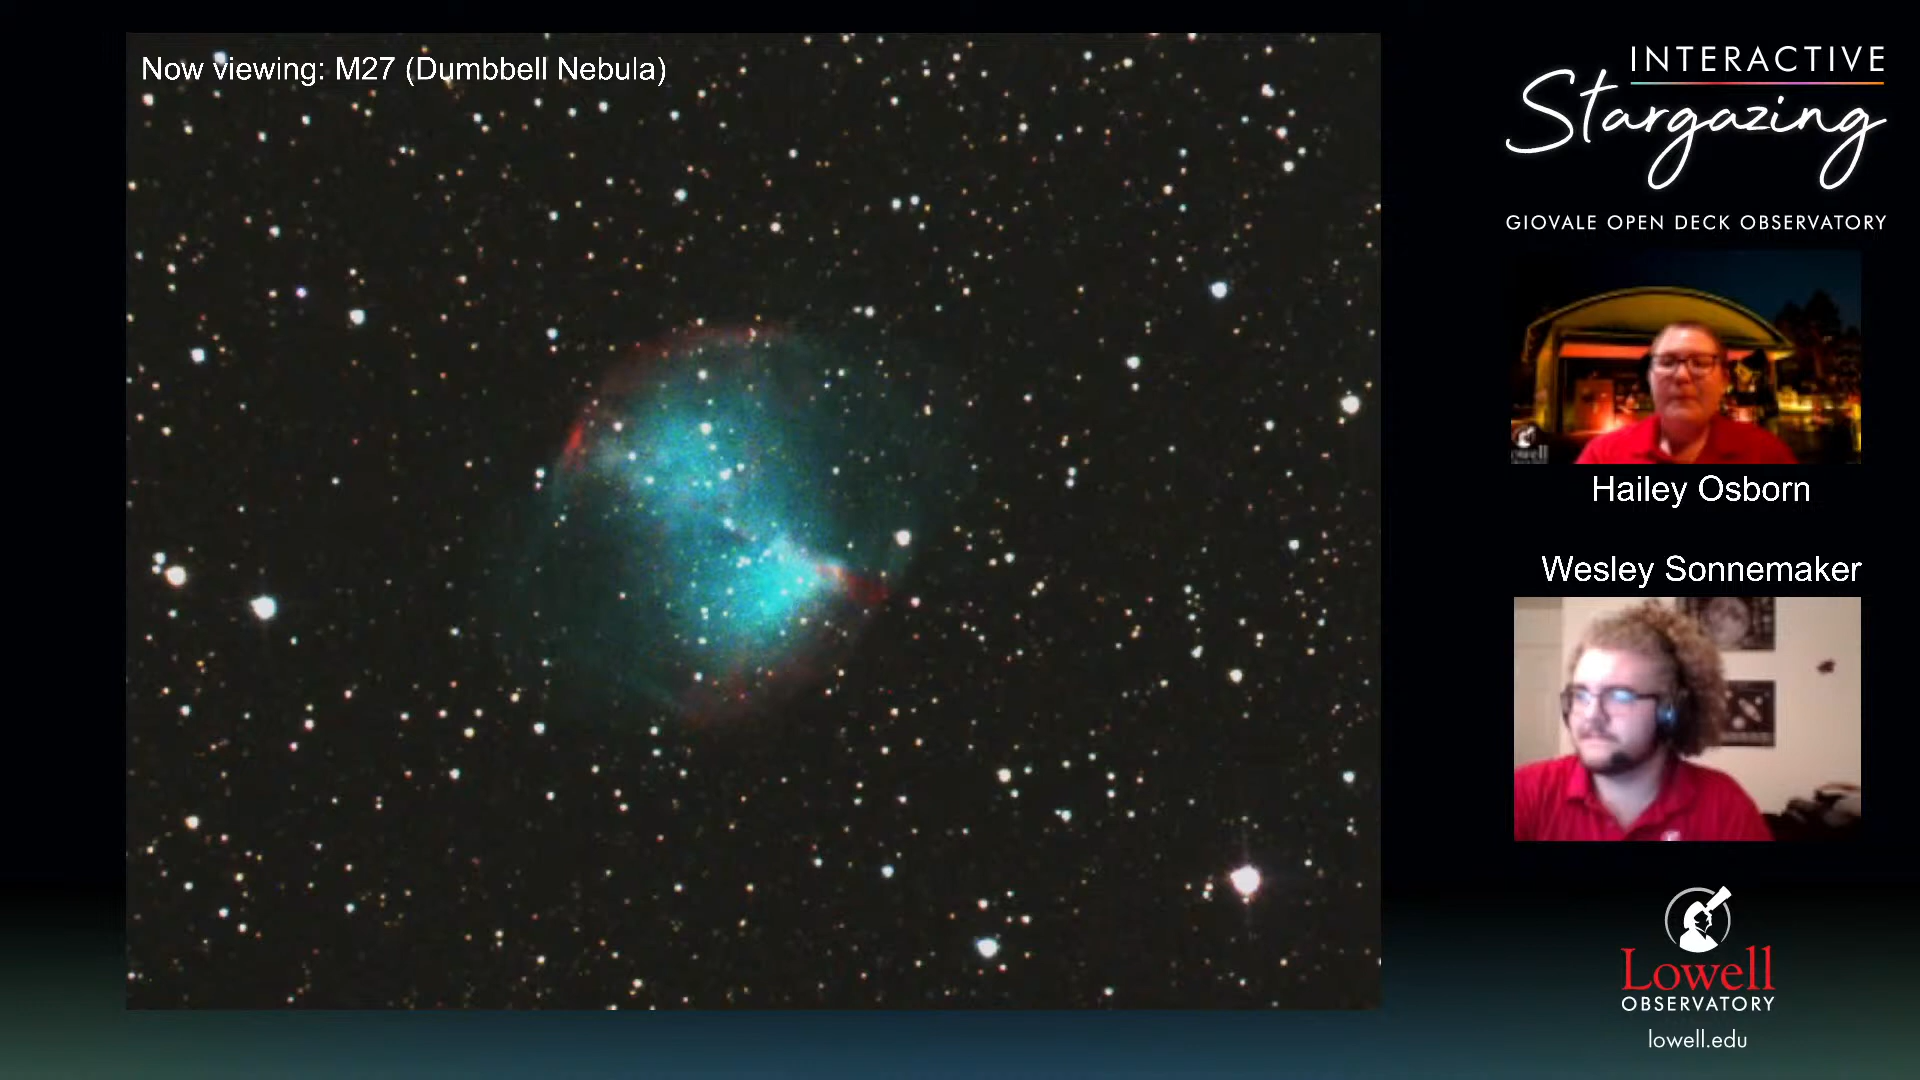 Now viewing: M27 (Dumbbell Nebula)
INTERACTIVE
Stargazing
GIOVALE OPEN DECK OBSERVATORY
Hailey Osborn
Wesley Sonnemaker
Lowell
OBSERVATORY
lowell.edu